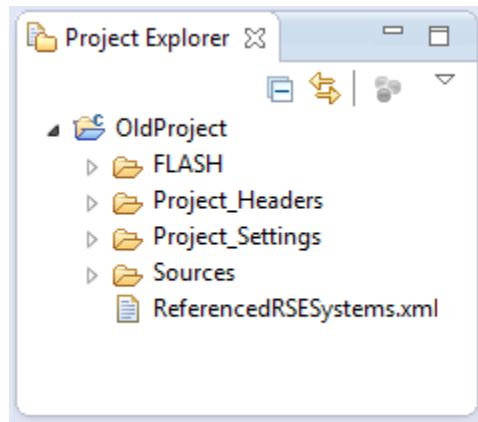 Project Explorer
OldProject
FLASH
Project_Headers
Project_Settings
Sources
ReferencedRSESystems.xml